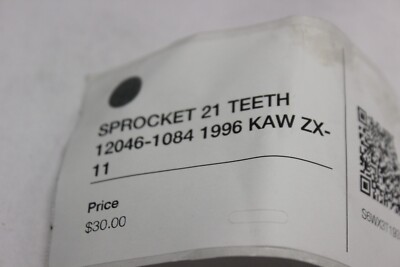 SPROCKET 21 TEETH
12046-1084 1996 KAW ZX-
11
Price
$30.00